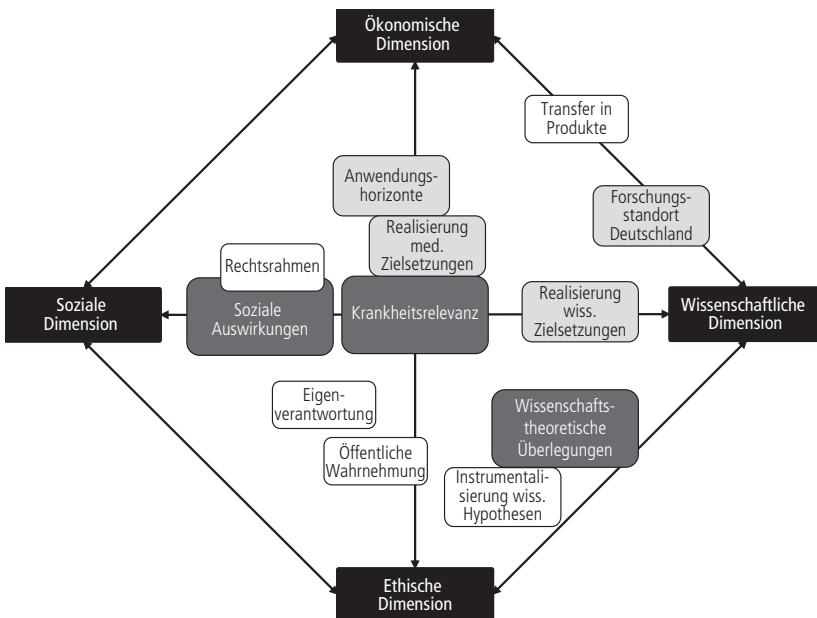 Ökonomische
Dimension
Transfer in
Produkte
Anwendungs-
horizonte
Forschungs-
standort
Deutschland
Realisierung
med.
Zielsetzungen
Rechtsrahmen
Soziale
Dimension
Soziale
Auswirkungen
Krankheitsrelevanz
Realisierung
wiss.
Zielsetzungen
Wissenschaftliche
Dimension
Eigen-
verantwortung
Wissenschafts-
theoretische
Überlegungen
Öffentliche
Wahrnehmung
Instrumentali-
sierung wiss.
Hypothesen
Ethische
Dimension